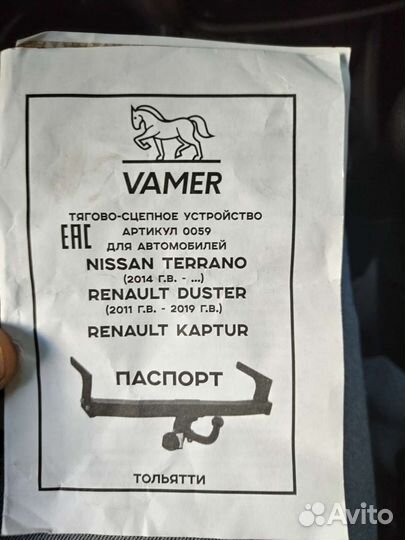 VAMER
ТЯГОВО-СЦЕПНОЕ УСТРОЙСТВО
EAC
АРТИКУЛ 0059
ДЛЯ АВТОМОБИЛЕЙ
NISSAN TERRANO
(2014 Г.В. - ...)
RENAULT DUSTER
(2011 Г.В. - 2019 Г.В.)
RENAULT KAPTUR
ПАСПОРТ
ТОЛЬЯТТИ
Avito